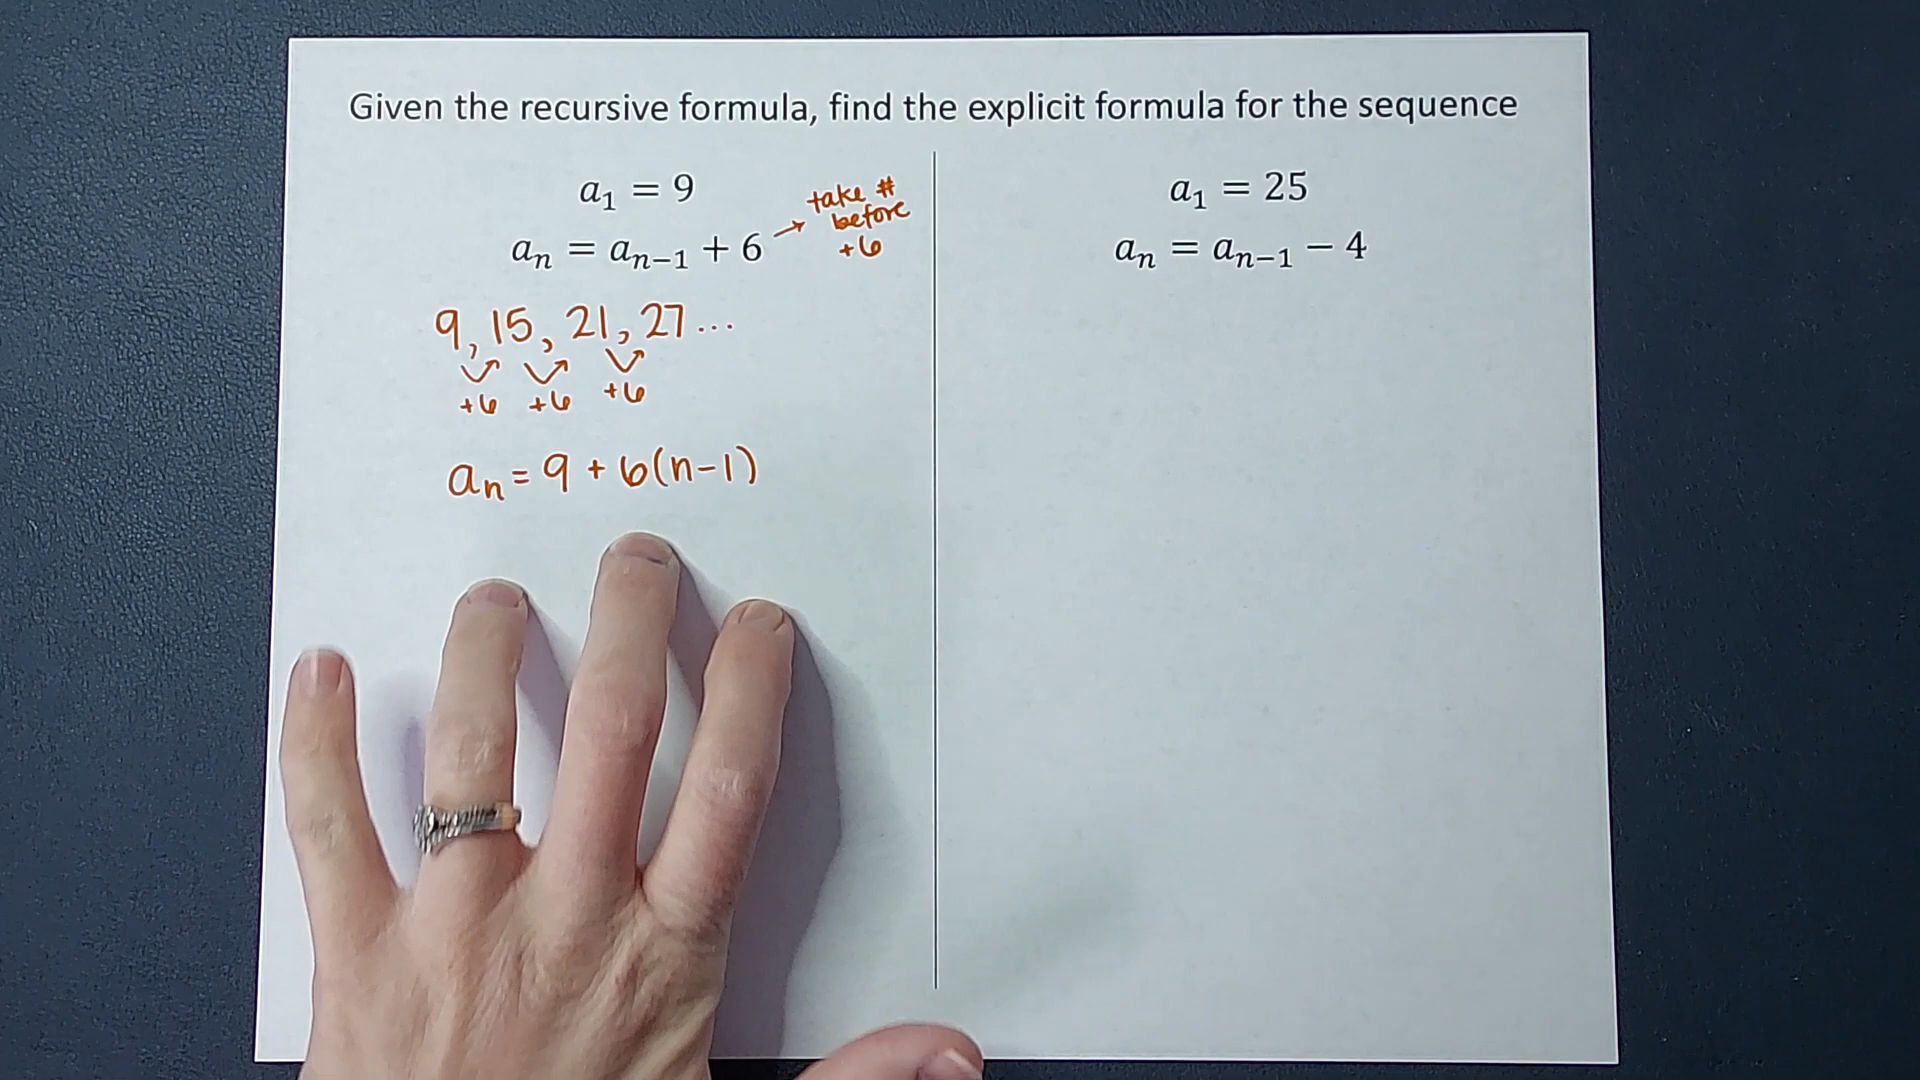 Given the recursive formula, find the explicit formula for the sequence
a₁ = 9
aₙ = aₙ₋₁ + 6
→ take #
before
+6
9, 15, 21, 27...
+6 +6 +6
aₙ = 9 + 6(n-1)
a₁ = 25
aₙ = aₙ₋₁ − 4